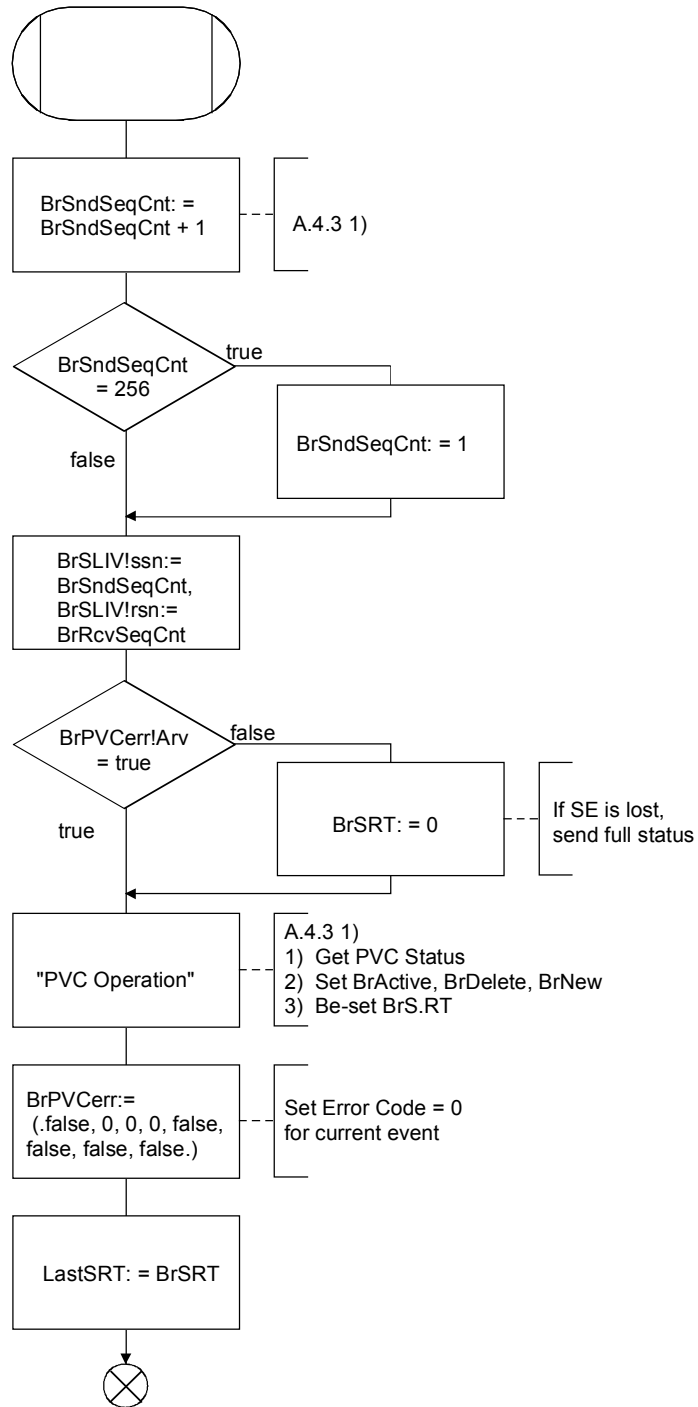 BrSndSeqCnt: =
BrSndSeqCnt + 1
A.4.3 1)
BrSndSeqCnt
= 256
true
BrSndSeqCnt: = 1
false
BrSLIV!ssn:=
BrSndSeqCnt,
BrSLIV!rsn:=
BrRcvSeqCnt
BrPVCerr!Arv
= true
false
BrSRT: = 0
If SE is lost,
send full status
true
"PVC Operation"
A.4.3 1)
1) Get PVC Status
2) Set BrActive, BrDelete, BrNew
3) Be-set BrS.RT
BrPVCerr:=
(.false, 0, 0, 0, false,
false, false, false.)
Set Error Code = 0
for current event
LastSRT: = BrSRT